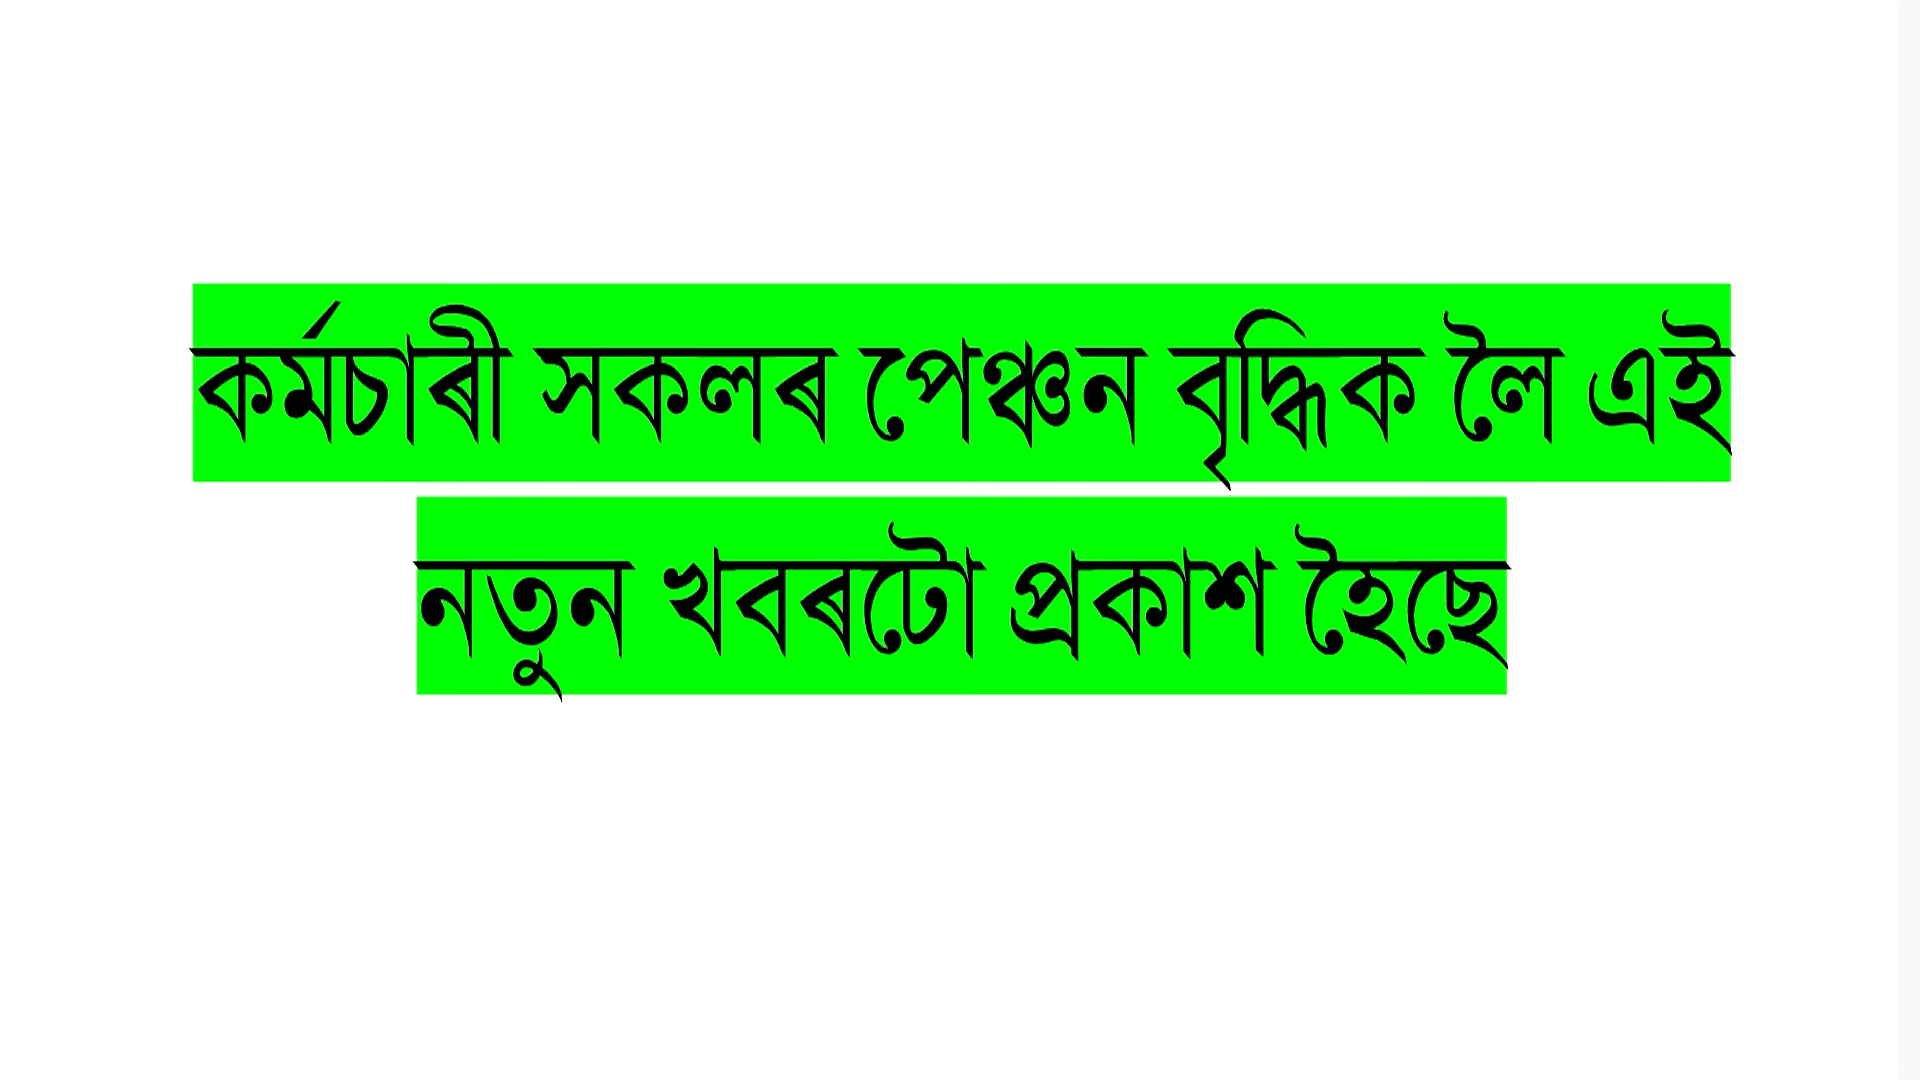 কৰ্মচাৰী সকলৰ পেঞ্চন বৃদ্ধিক লৈ এই
নতুন খবৰটো প্ৰকাশ হৈছে